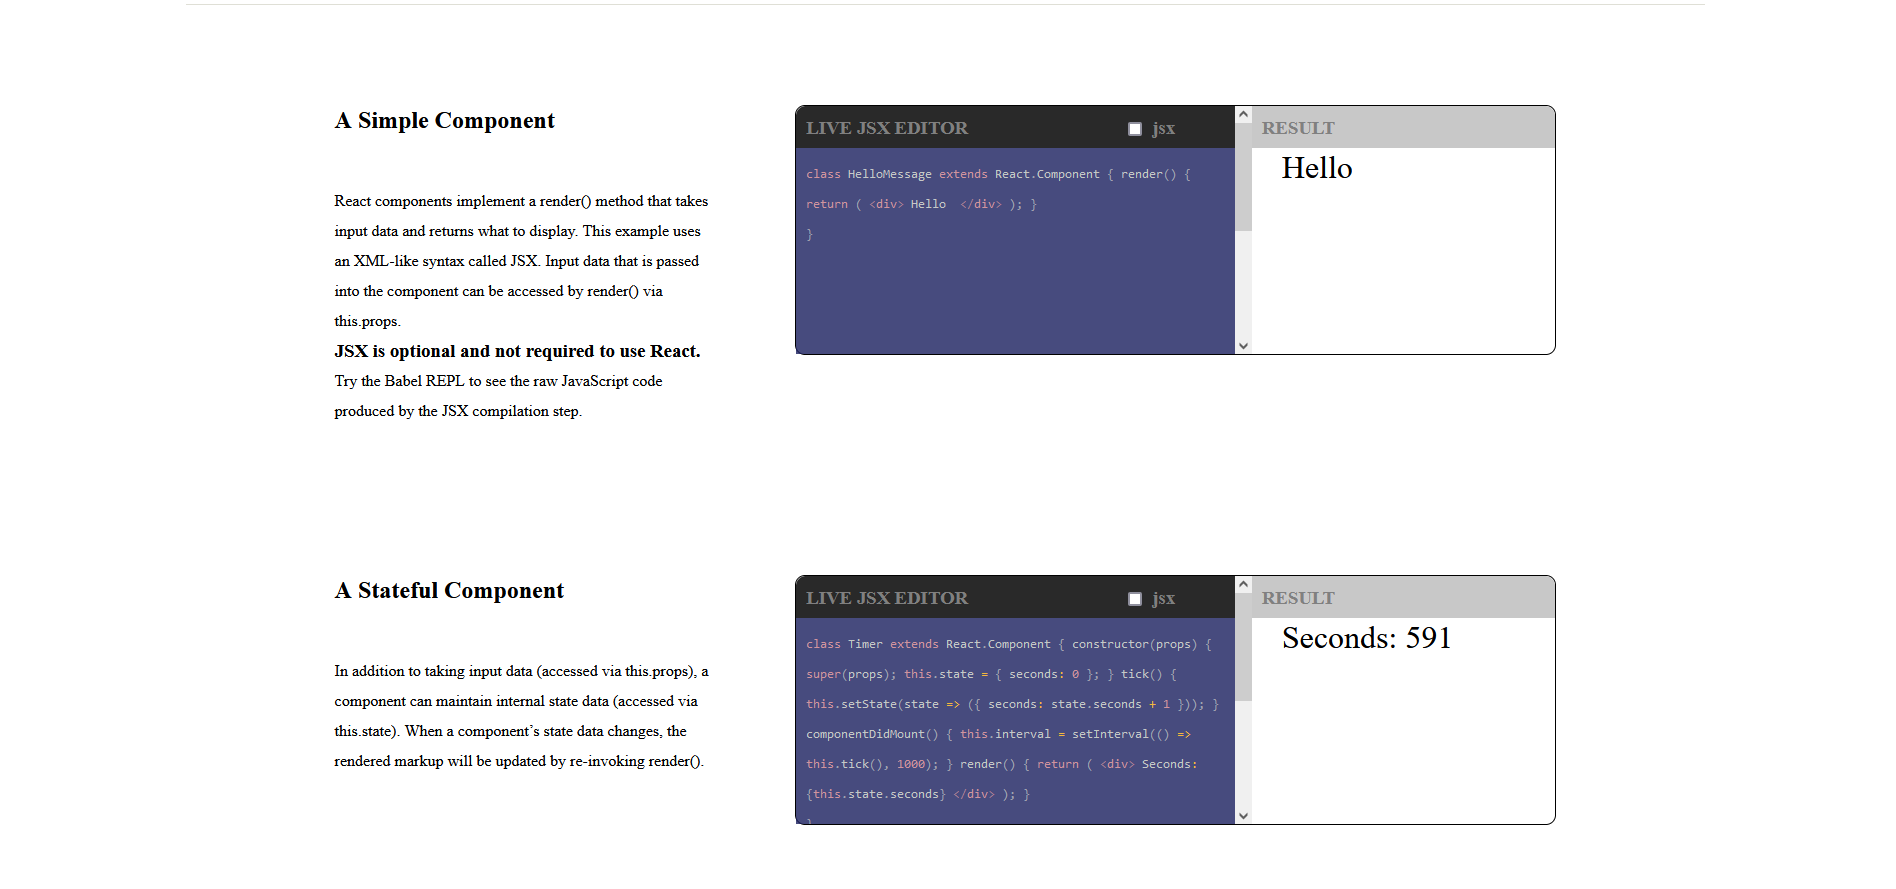 A Simple Component
React components implement a render() method that takes
input data and returns what to display. This example uses
an XML-like syntax called JSX. Input data that is passed
into the component can be accessed by render() via
this.props.
JSX is optional and not required to use React.
Try the Babel REPL to see the raw JavaScript code
produced by the JSX compilation step.
LIVE JSX EDITOR
jsx
class HelloMessage extends React.Component { render() {
return ( <div> Hello </div> ); }
}
RESULT
Hello
A Stateful Component
In addition to taking input data (accessed via this.props), a
component can maintain internal state data (accessed via
this.state). When a component’s state data changes, the
rendered markup will be updated by re-invoking render().
LIVE JSX EDITOR
jsx
class Timer extends React.Component { constructor(props) {
super(props); this.state = { seconds: 0 }; } tick() {
this.setState(state => ({ seconds: state.seconds + 1 })); }
componentDidMount() { this.interval = setInterval(() =>
this.tick(), 1000); } render() { return ( <div> Seconds:
{this.state.seconds} </div> ); }
}
RESULT
Seconds: 591